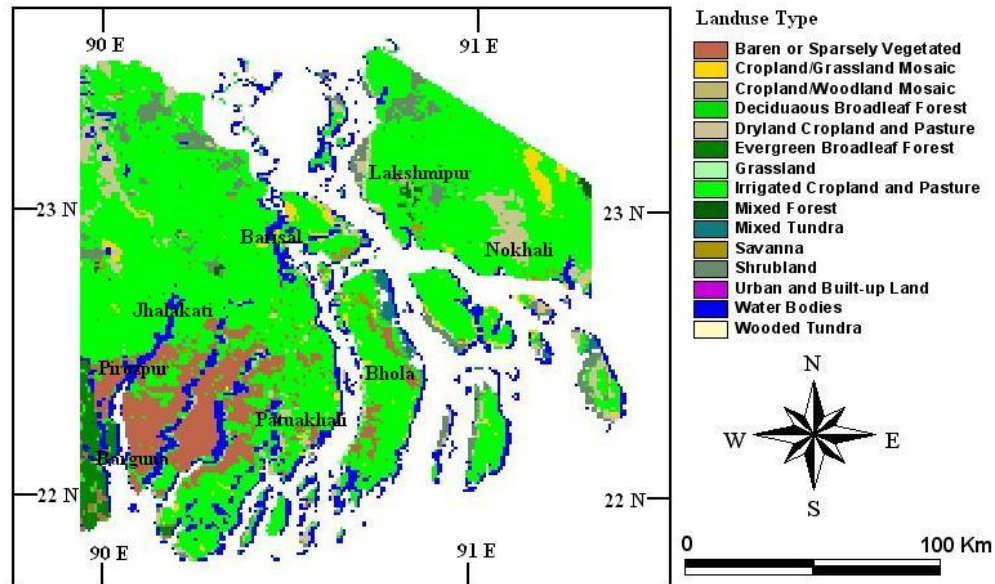 90 E
91 E
Landuse Type
Baren or Sparsely Vegetated
Cropland/Grassland Mosaic
Cropland/Woodland Mosaic
Deciduaous Broadleaf Forest
Dryland Cropland and Pasture
Evergreen Broadleaf Forest
Grassland
Irrigated Cropland and Pasture
Mixed Forest
Mixed Tundra
Savanna
Shrubland
Urban and Built-up Land
Water Bodies
Wooded Tundra
Lakshmipur
23 N
23 N
Barisal
Nokhali
Jhalakati
Pirojpur
Bhola
Patuakhali
Barguna
22 N
22 N
90 E
91 E
N
W
E
S
0
100 Km